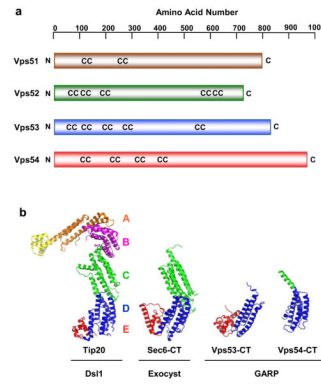 a
Amino Acid Number
0 100 200 300 400 500 600 700 800 900 1000
Vps51 N CC CC C
Vps52 N CC CC CC CC CC C
Vps53 N CC CC CC CC CC C
Vps54 N CC CC CC CC C
b
A
B
C
D
E
Tip20 Sec6-CT Vps53-CT Vps54-CT
Dsl1 Exocyst GARP